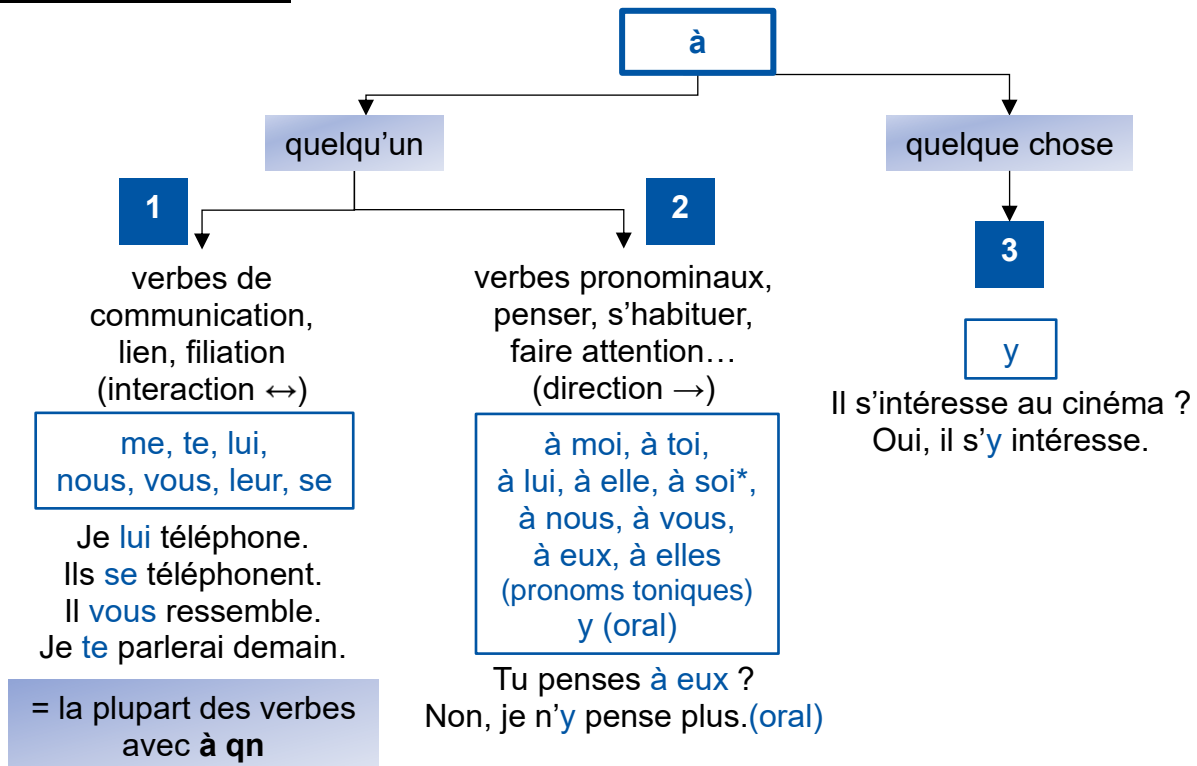 à
quelqu’un
quelque chose
1
verbes de
communication,
lien, filiation
(interaction ↔)
me, te, lui,
nous, vous, leur, se
Je lui téléphone.
Ils se téléphonent.
Il vous ressemble.
Je te parlerai demain.
= la plupart des verbes
avec à qn
2
verbes pronominaux,
penser, s’habituer,
faire attention…
(direction →)
à moi, à toi,
à lui, à elle, à soi*,
à nous, à vous,
à eux, à elles
(pronoms toniques)
y (oral)
Tu penses à eux ?
Non, je n’y pense plus.(oral)
3
y
Il s’intéresse au cinéma ?
Oui, il s’y intéresse.